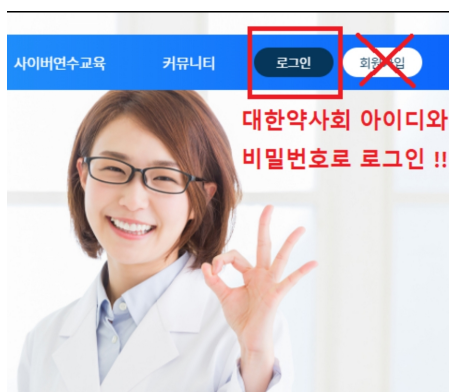 사이버연수교육 커뮤니티 로그인 회원가입
대한약사회 아이디와
비밀번호로 로그인 !!